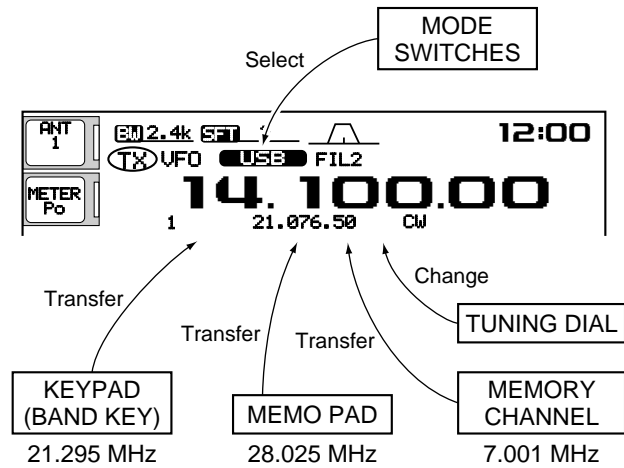 MODE
SWITCHES
Select
ANT
1
BW 2.4k SFT
12:00
TX VFO USB FIL2
METER
Po
14.100.00
1 21.076.50 CW
Transfer
Change
Transfer
Transfer
TUNING DIAL
KEYPAD
(BAND KEY)
MEMO PAD
MEMORY
CHANNEL
21.295 MHz
28.025 MHz
7.001 MHz